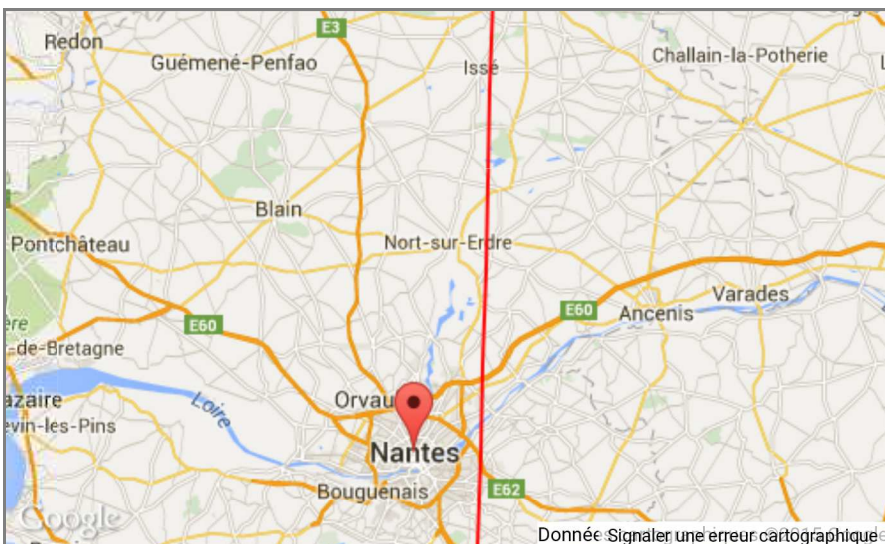 E3
Redon
Guémené-Penfao
Issé
Challain-la-Potherie
Blain
Pontchâteau
Nort-sur-Erdre
Varades
E60
Ancenis
E60
-de-Bretagne
Orvau
azaire
Loire
evin-les-Pins
Nantes
Bouguenais
E62
Google
Donnée Signaler une erreur cartographique